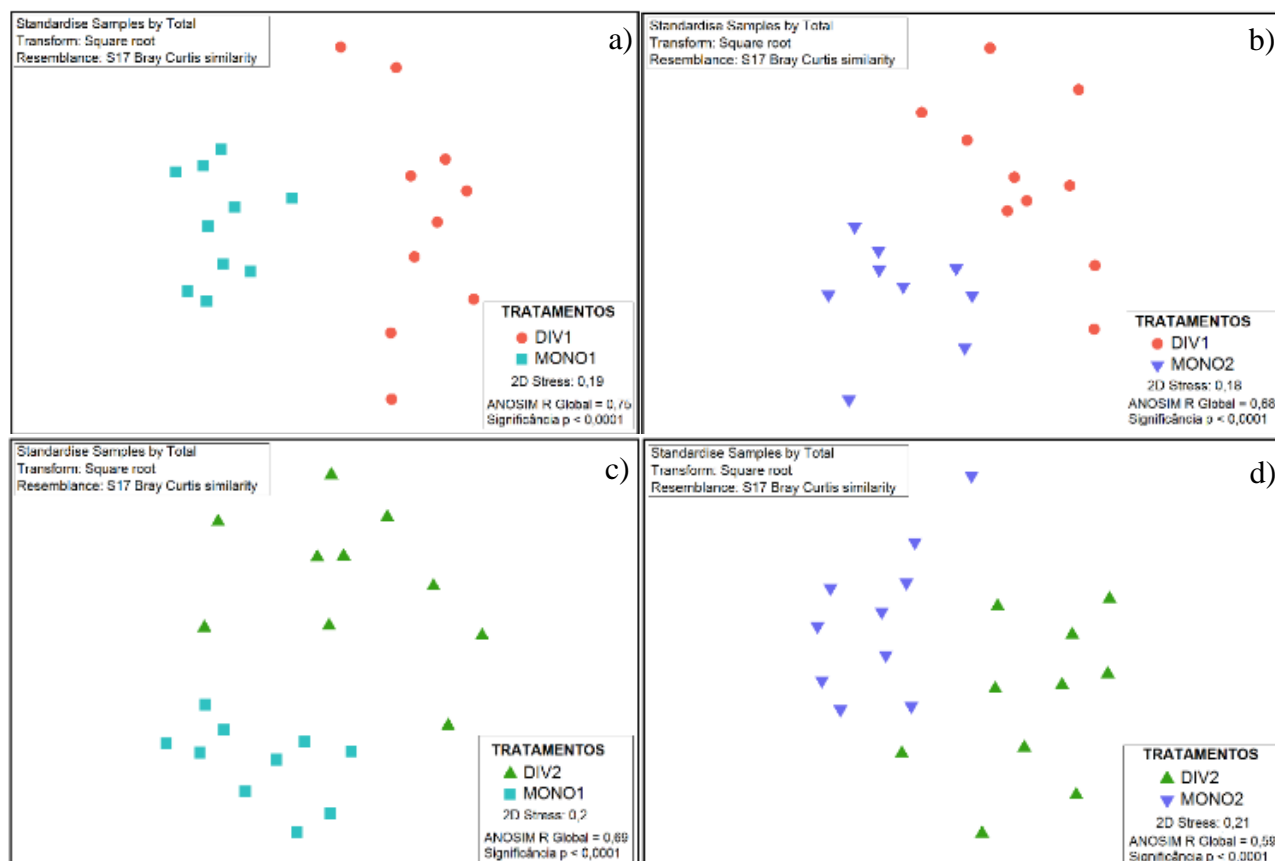 Standardise Samples by Total
Transform: Square root
Resemblance: S17 Bray Curtis similarity
a)
TRATAMENTOS
DIV1
MONO1
2D Stress: 0,19
ANOSIM R Global = 0,75
Significância p < 0,0001
Standardise Samples by Total
Transform: Square root
Resemblance: S17 Bray Curtis similarity
b)
TRATAMENTOS
DIV1
MONO2
2D Stress: 0,18
ANOSIM R Global = 0,68
Significância p < 0,0001
Standardise Samples by Total
Transform: Square root
Resemblance: S17 Bray Curtis similarity
c)
TRATAMENTOS
DIV2
MONO1
2D Stress: 0,2
ANOSIM R Global = 0,69
Significância p < 0,0001
Standardise Samples by Total
Transform: Square root
Resemblance: S17 Bray Curtis similarity
d)
TRATAMENTOS
DIV2
MONO2
2D Stress: 0,21
ANOSIM R Global = 0,59
Significância p < 0,0001